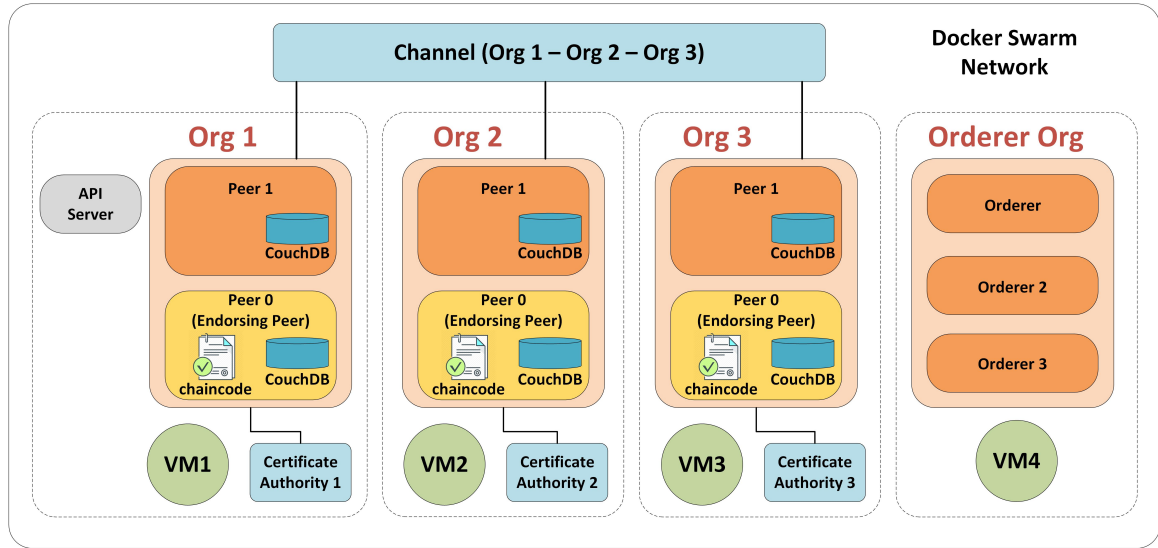 Channel (Org 1 – Org 2 – Org 3)
Docker Swarm
Network
Org 1
API
Server
Peer 1
CouchDB
Peer 0
(Endorsing Peer)
chaincode
CouchDB
VM1
Certificate
Authority 1
Org 2
Peer 1
CouchDB
Peer 0
(Endorsing Peer)
chaincode
CouchDB
VM2
Certificate
Authority 2
Org 3
Peer 1
CouchDB
Peer 0
(Endorsing Peer)
chaincode
CouchDB
VM3
Certificate
Authority 3
Orderer Org
Orderer
Orderer 2
Orderer 3
VM4